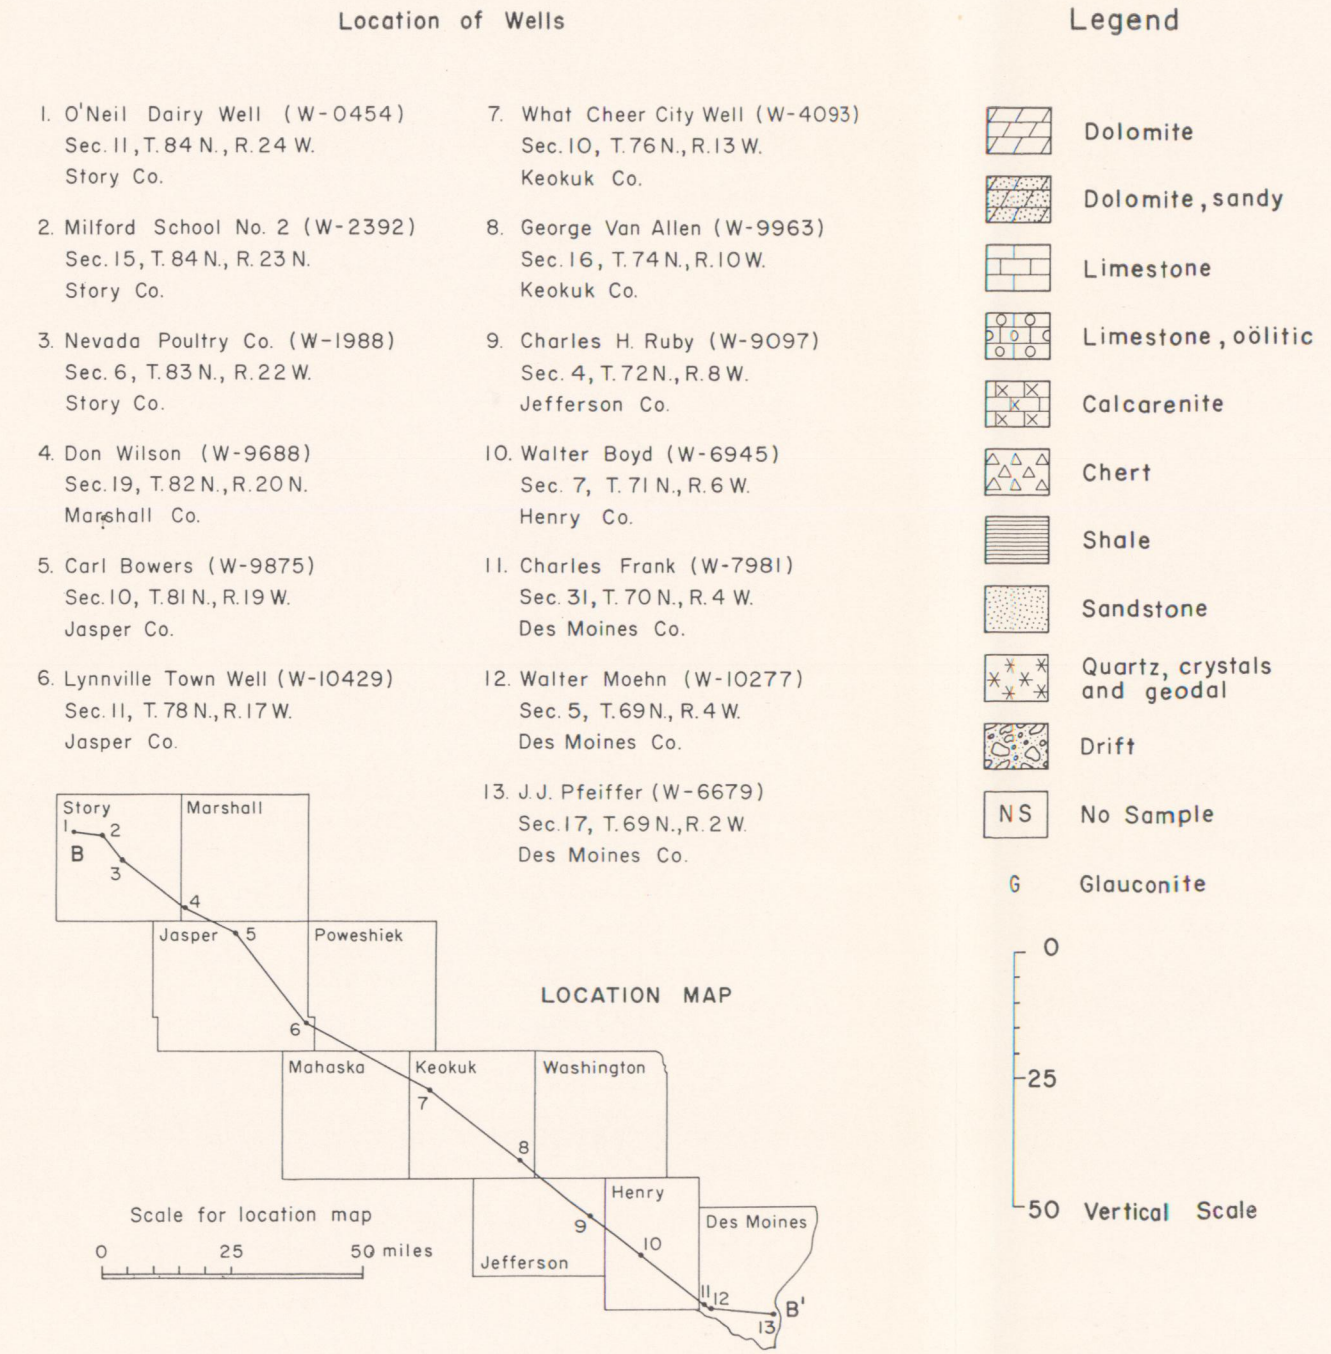 Location of Wells
1. O'Neil Dairy Well (W-0454)
Sec. 11, T. 84 N., R. 24 W.
Story Co.
2. Milford School No. 2 (W-2392)
Sec. 15, T. 84 N., R. 23 N.
Story Co.
3. Nevada Poultry Co. (W-1988)
Sec. 6, T. 83 N., R. 22 W.
Story Co.
4. Don Wilson (W-9688)
Sec. 19, T. 82 N., R. 20 N.
Marshall Co.
5. Carl Bowers (W-9875)
Sec. 10, T. 81 N., R. 19 W.
Jasper Co.
6. Lynnville Town Well (W-10429)
Sec. 11, T. 78 N., R. 17 W.
Jasper Co.
7. What Cheer City Well (W-4093)
Sec. 10, T. 76 N., R. 13 W.
Keokuk Co.
8. George Van Allen (W-9963)
Sec. 16, T. 74 N., R. 10 W.
Keokuk Co.
9. Charles H. Ruby (W-9097)
Sec. 4, T. 72 N., R. 8 W.
Jefferson Co.
10. Walter Boyd (W-6945)
Sec. 7, T. 71 N., R. 6 W.
Henry Co.
11. Charles Frank (W-7981)
Sec. 31, T. 70 N., R. 4 W.
Des Moines Co.
12. Walter Moehn (W-10277)
Sec. 5, T. 69 N., R. 4 W.
Des Moines Co.
13. J.J. Pfeiffer (W-6679)
Sec. 17, T. 69 N., R. 2 W.
Des Moines Co.
Legend
Dolomite
Dolomite, sandy
Limestone
Limestone, oölitic
Calcarenite
Chert
Shale
Sandstone
Quartz, crystals
and geodal
Drift
NS No Sample
G Glauconite
0
25
50 Vertical Scale
LOCATION MAP
Story
Marshall
1
2
B
3
4
Jasper
5
Poweshiek
6
Mahaska
Keokuk
Washington
7
8
Henry
9
Des Moines
10
Jefferson
11
12
B'
13
Scale for location map
0 25 50 miles